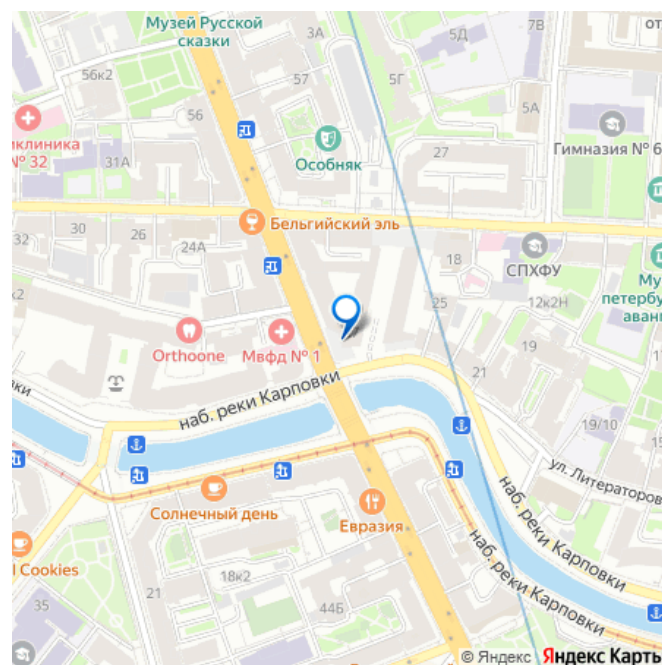 Музей Русской
сказки
3А
7В
5Д
57
5Г
56к2
56
5А
иклиника
№ 32
31А
Особняк
27
Гимназия № 6
Бельгийский эль
32
30
26
24А
18
СПХФУ
Му
петербу
аван
к2
25
12к2Н
Orthoone
Мвфд № 1
21
19
21
наб. реки Карповки
19/10
ул. Литераторов
Солнечный день
Евразия
наб. реки Карповки
наб. реки Карповки
l Cookies
18к2
21
35
44Б
© Яндекс Яндекс Карты